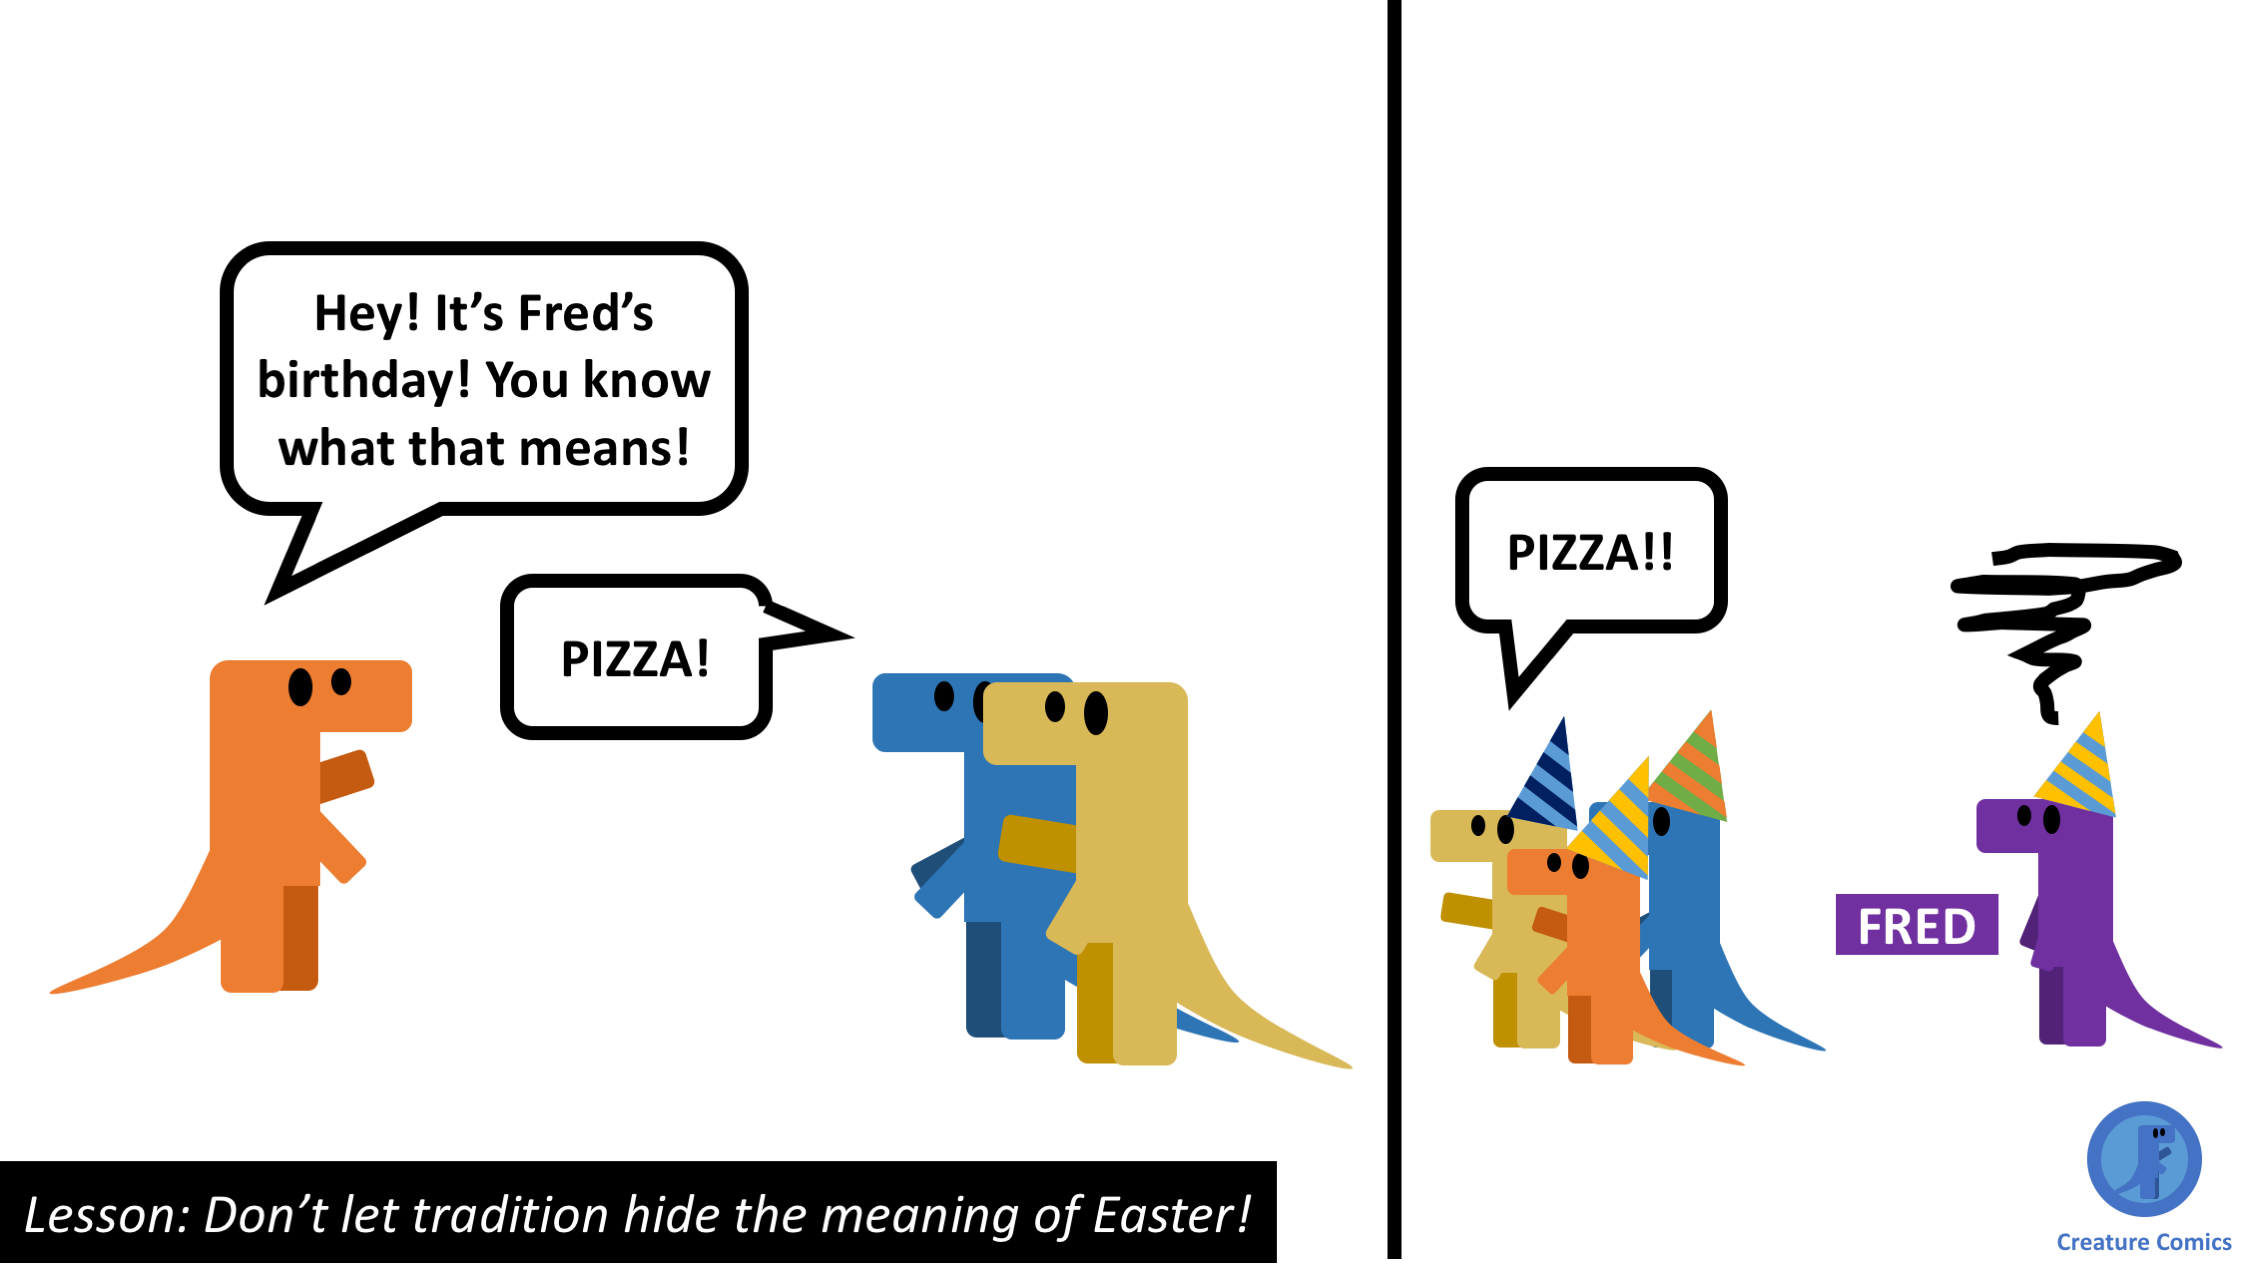 Hey! It’s Fred’s
birthday! You know
what that means!
PIZZA!
PIZZA!!
FRED
Lesson: Don’t let tradition hide the meaning of Easter!
Creature Comics